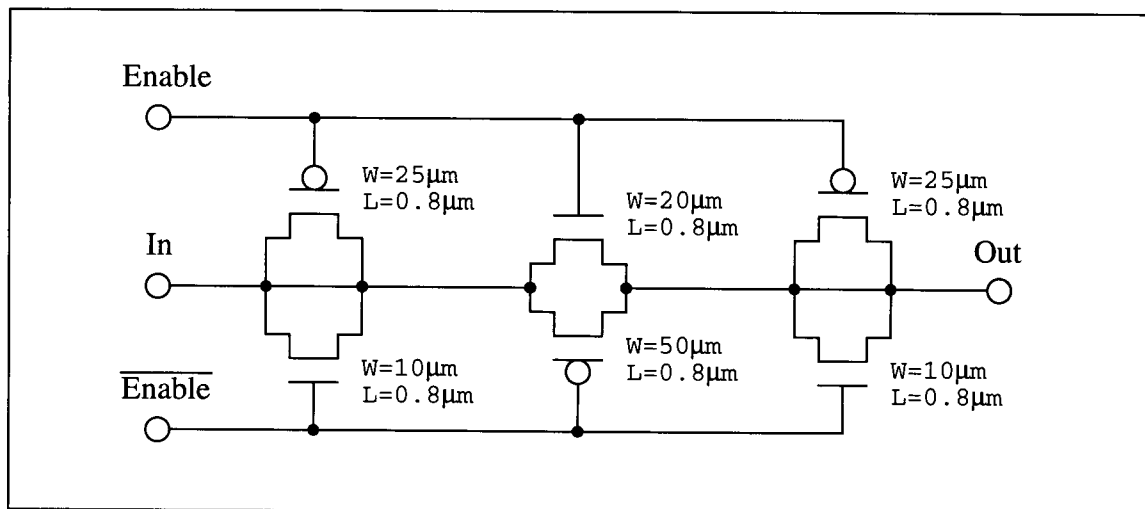 Enable
W=25µm
L=0.8µm
W=20µm
L=0.8µm
W=25µm
L=0.8µm
In
Out
W=10µm
L=0.8µm
W=50µm
L=0.8µm
W=10µm
L=0.8µm
Enable